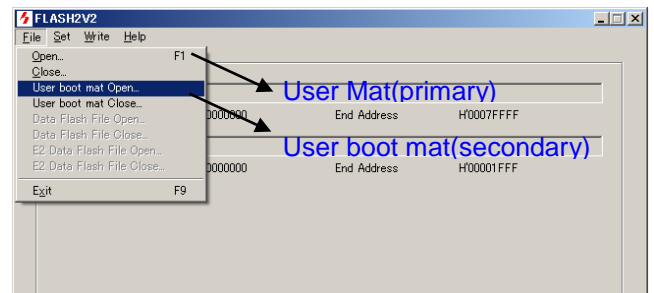 FLASH2V2
File Set Write Help
Open... F1
Close...
User boot mat Open...
User Mat(primary)
User boot mat Close...
Data Flash File Open... 0000000 End Address H'0007FFFF
Data Flash File Close...
E2 Data Flash File Open...
User boot mat(secondary)
E2 Data Flash File Close... 0000000 End Address H'00001FFF
Exit F9